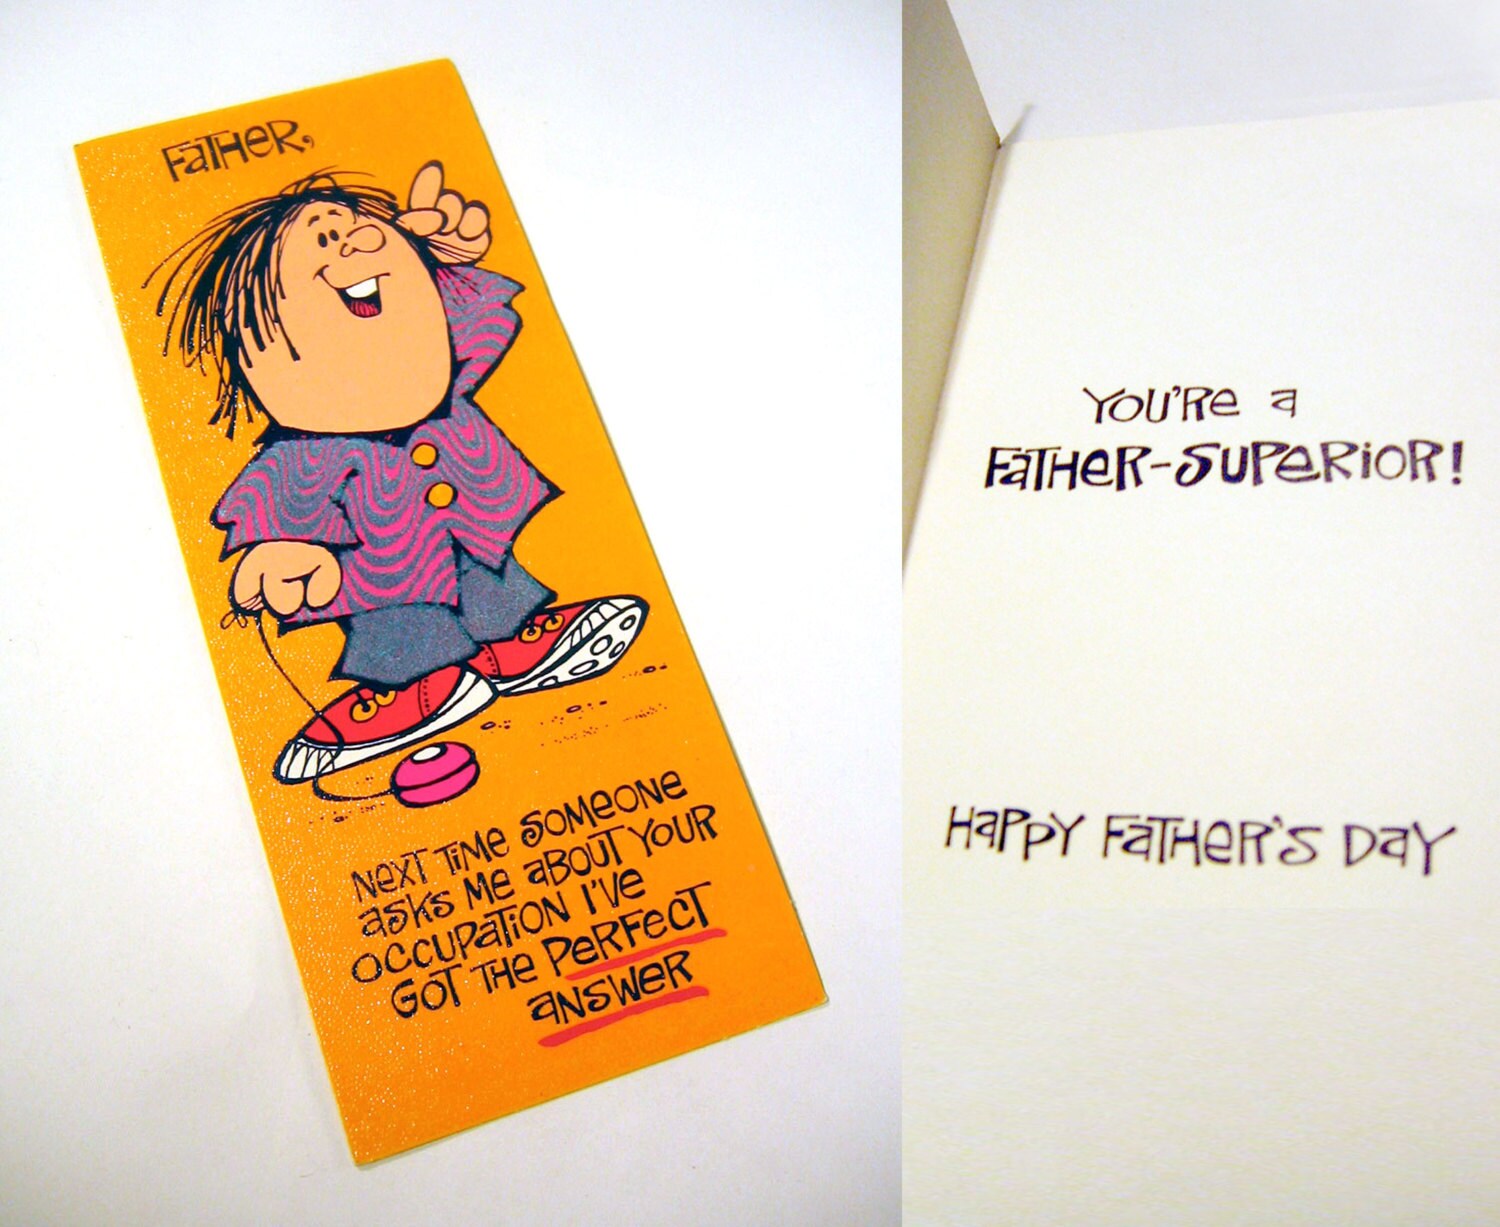 FaTHeR,
NeXT TiMe SOMeONe
aSKS Me aBOUT YOUR
OCCUPaTiON I'Ve
GOT THe PeRFeCT
aNSWeR
YOU'Re a
FaTHeR-SUPeRiOR!
HaPPY FaTHeR'S DaY